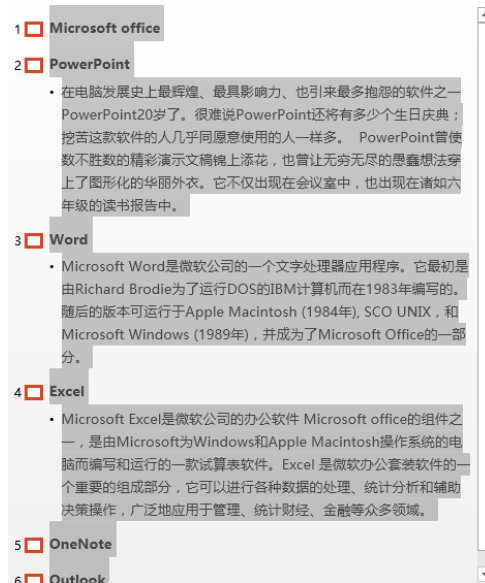 1 Microsoft office
2 PowerPoint
• 在电脑发展史上最辉煌、最具影响力、也引来最多抱怨的软件之一
PowerPoint20岁了。很难说PowerPoint还将有多少个生日庆典；
挖苦这款软件的人几乎同愿意使用的人一样多。 PowerPoint曾使
数不胜数的精彩演示文稿锦上添花，也曾让无穷无尽的愚蠢想法穿
上了图形化的华丽外衣。它不仅出现在会议室中，也出现在诸如六
年级的读书报告中。
3 Word
• Microsoft Word是微软公司的一个文字处理器应用程序。它最初是
由Richard Brodie为了运行DOS的IBM计算机而在1983年编写的。
随后的版本可运行于Apple Macintosh (1984年), SCO UNIX，和
Microsoft Windows (1989年)，并成为了Microsoft Office的一部
分。
4 Excel
• Microsoft Excel是微软公司的办公软件 Microsoft office的组件之
一，是由Microsoft为Windows和Apple Macintosh操作系统的电
脑而编写和运行的一款试算表软件。Excel 是微软办公套装软件的一
个重要的组成部分，它可以进行各种数据的处理、统计分析和辅助
决策操作，广泛地应用于管理、统计财经、金融等众多领域。
5 OneNote
6 Outlook